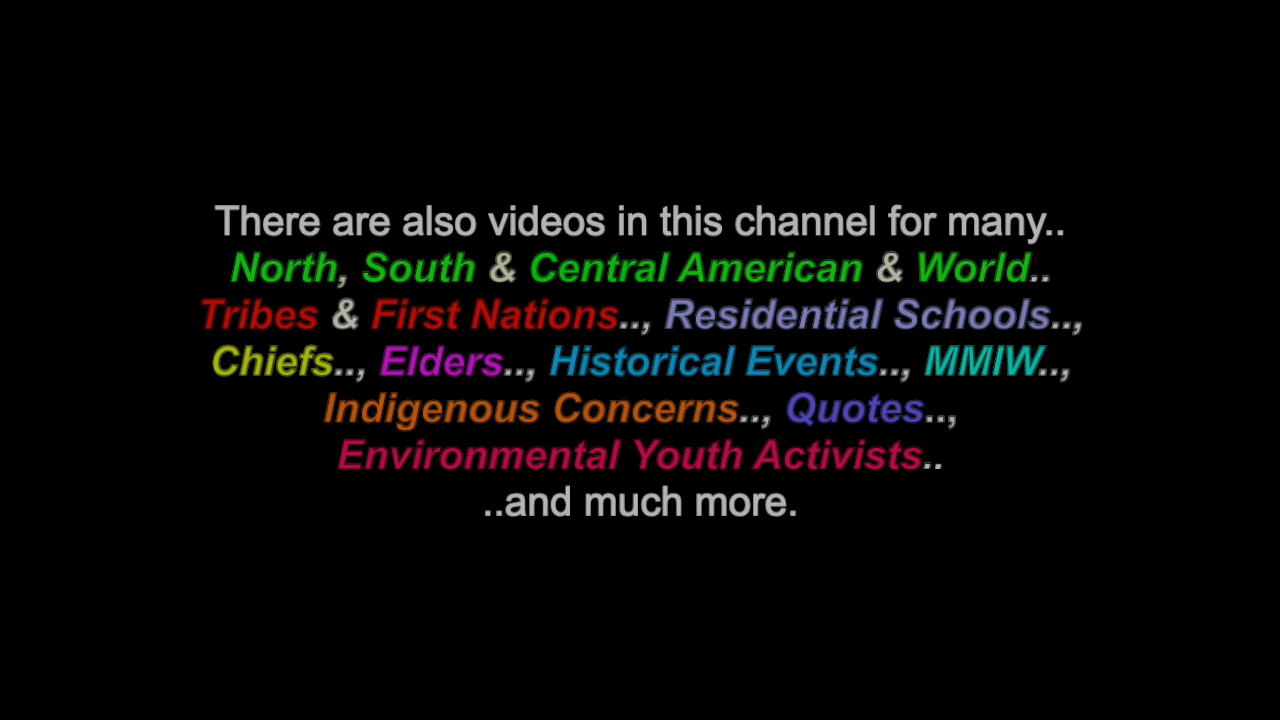 There are also videos in this channel for many..
North, South & Central American & World..
Tribes & First Nations.., Residential Schools..,
Chiefs.., Elders.., Historical Events.., MMIW..,
Indigenous Concerns.., Quotes..,
Environmental Youth Activists..
..and much more.